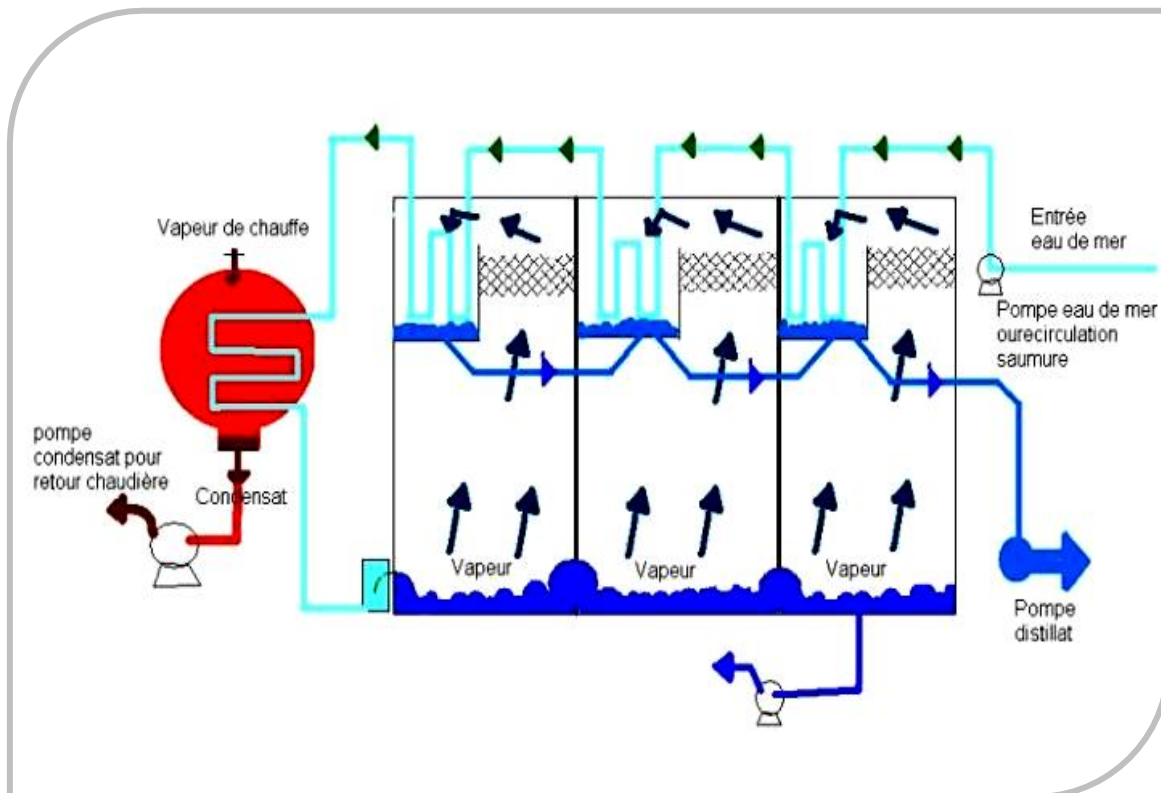 Vapeur de chauffe
Entrée
eau de mer
Pompe eau de mer
ourecirculation
saumure
pompe
condensat pour
retour chaudière
Condensat
Vapeur
Vapeur
Vapeur
Pompe
distillat